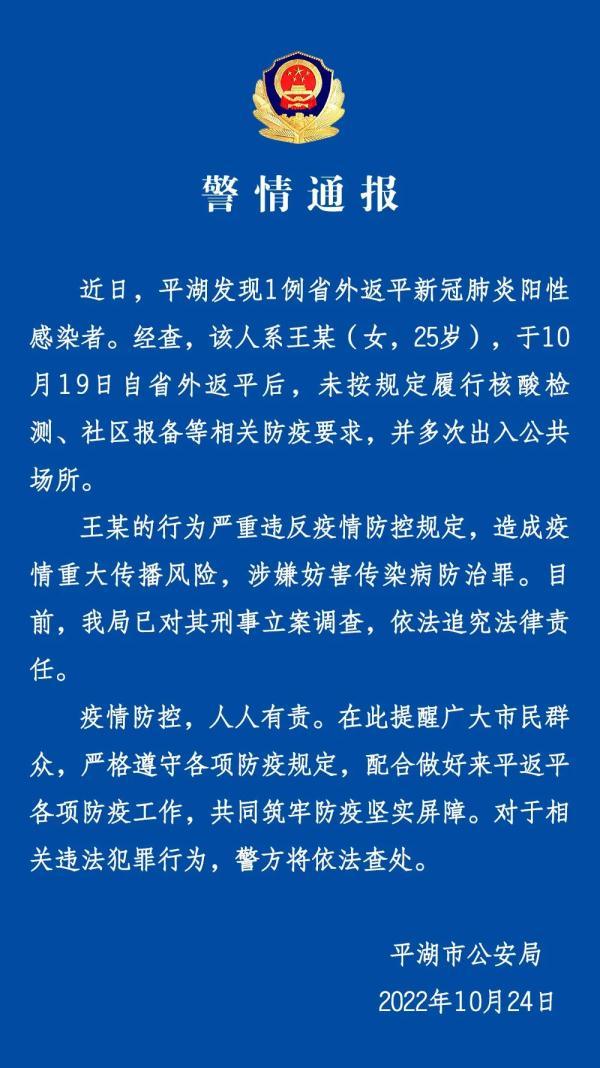 警情通报
近日，平湖发现1例省外返平新冠肺炎阳性
感染者。经查，该人系王某（女，25岁），于10
月19日自省外返平后，未按规定履行核酸检
测、社区报备等相关防疫要求，并多次出入公共
场所。
王某的行为严重违反疫情防控规定，造成疫
情重大传播风险，涉嫌妨害传染病防治罪。目
前，我局已对其刑事立案调查，依法追究法律责
任。
疫情防控，人人有责。在此提醒广大市民群
众，严格遵守各项防疫规定，配合做好来平返平
各项防疫工作，共同筑牢防疫坚实屏障。对于相
关违法犯罪行为，警方将依法查处。
平湖市公安局
2022年10月24日